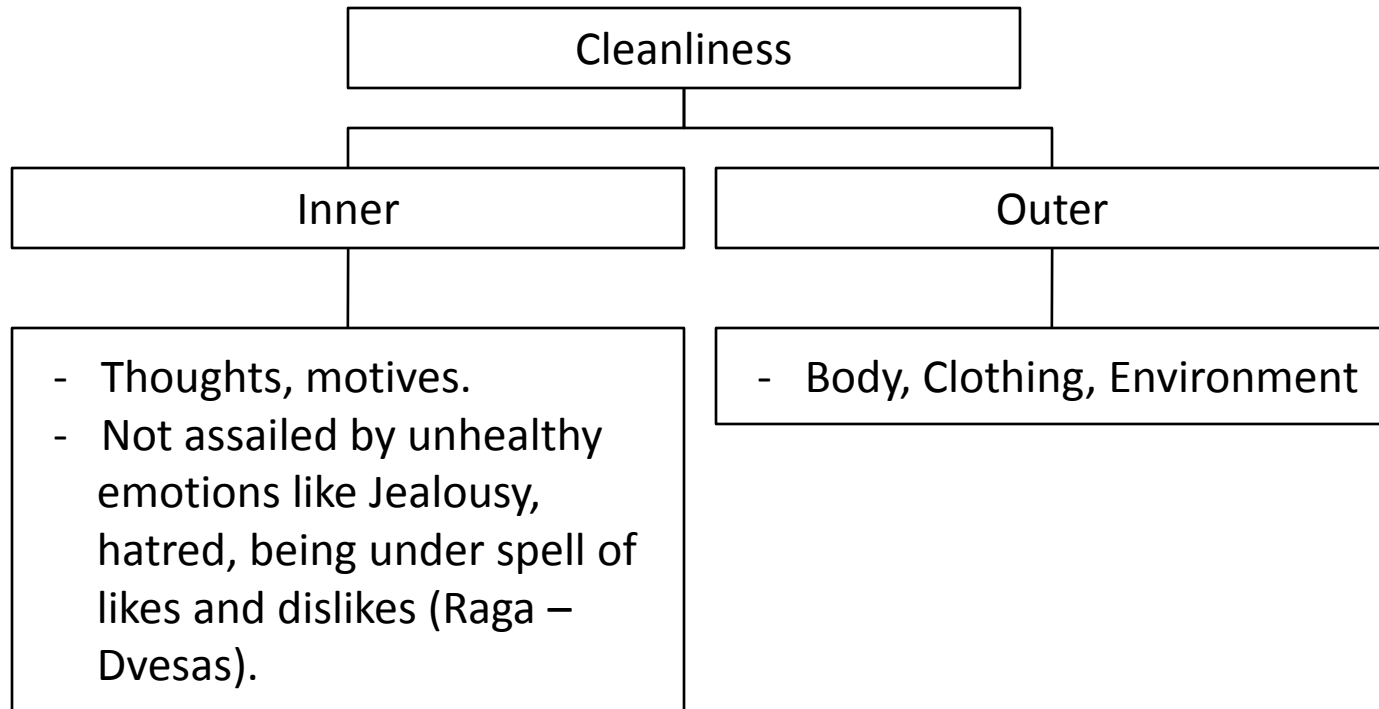 Cleanliness
Inner
Outer
- Thoughts, motives.
- Not assailed by unhealthy
emotions like Jealousy,
hatred, being under spell of
likes and dislikes (Raga –
Dvesas).
- Body, Clothing, Environment